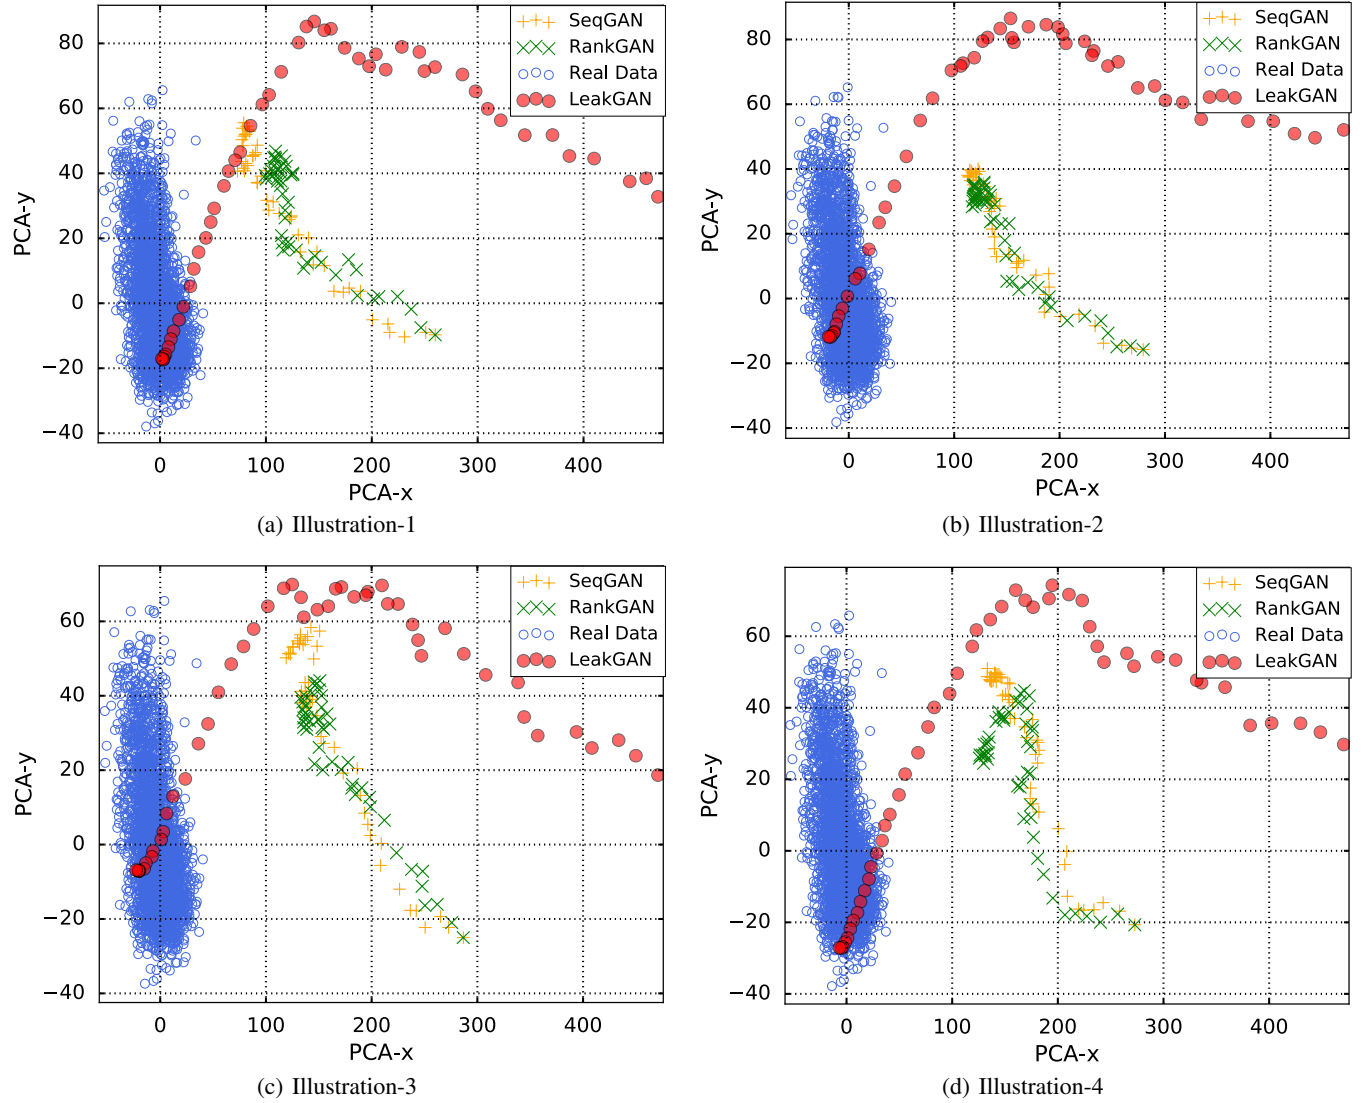 SeqGAN
RankGAN
Real Data
LeakGAN
80
60
40
20
0
−20
−40
PCA-y
0
100
200
300
400
PCA-x
(a) Illustration-1
SeqGAN
RankGAN
Real Data
LeakGAN
80
60
40
20
0
−20
−40
PCA-y
0
100
200
300
400
PCA-x
(b) Illustration-2
SeqGAN
RankGAN
Real Data
LeakGAN
60
40
20
0
−20
−40
PCA-y
0
100
200
300
400
PCA-x
(c) Illustration-3
SeqGAN
RankGAN
Real Data
LeakGAN
60
40
20
0
−20
−40
PCA-y
0
100
200
300
400
PCA-x
(d) Illustration-4